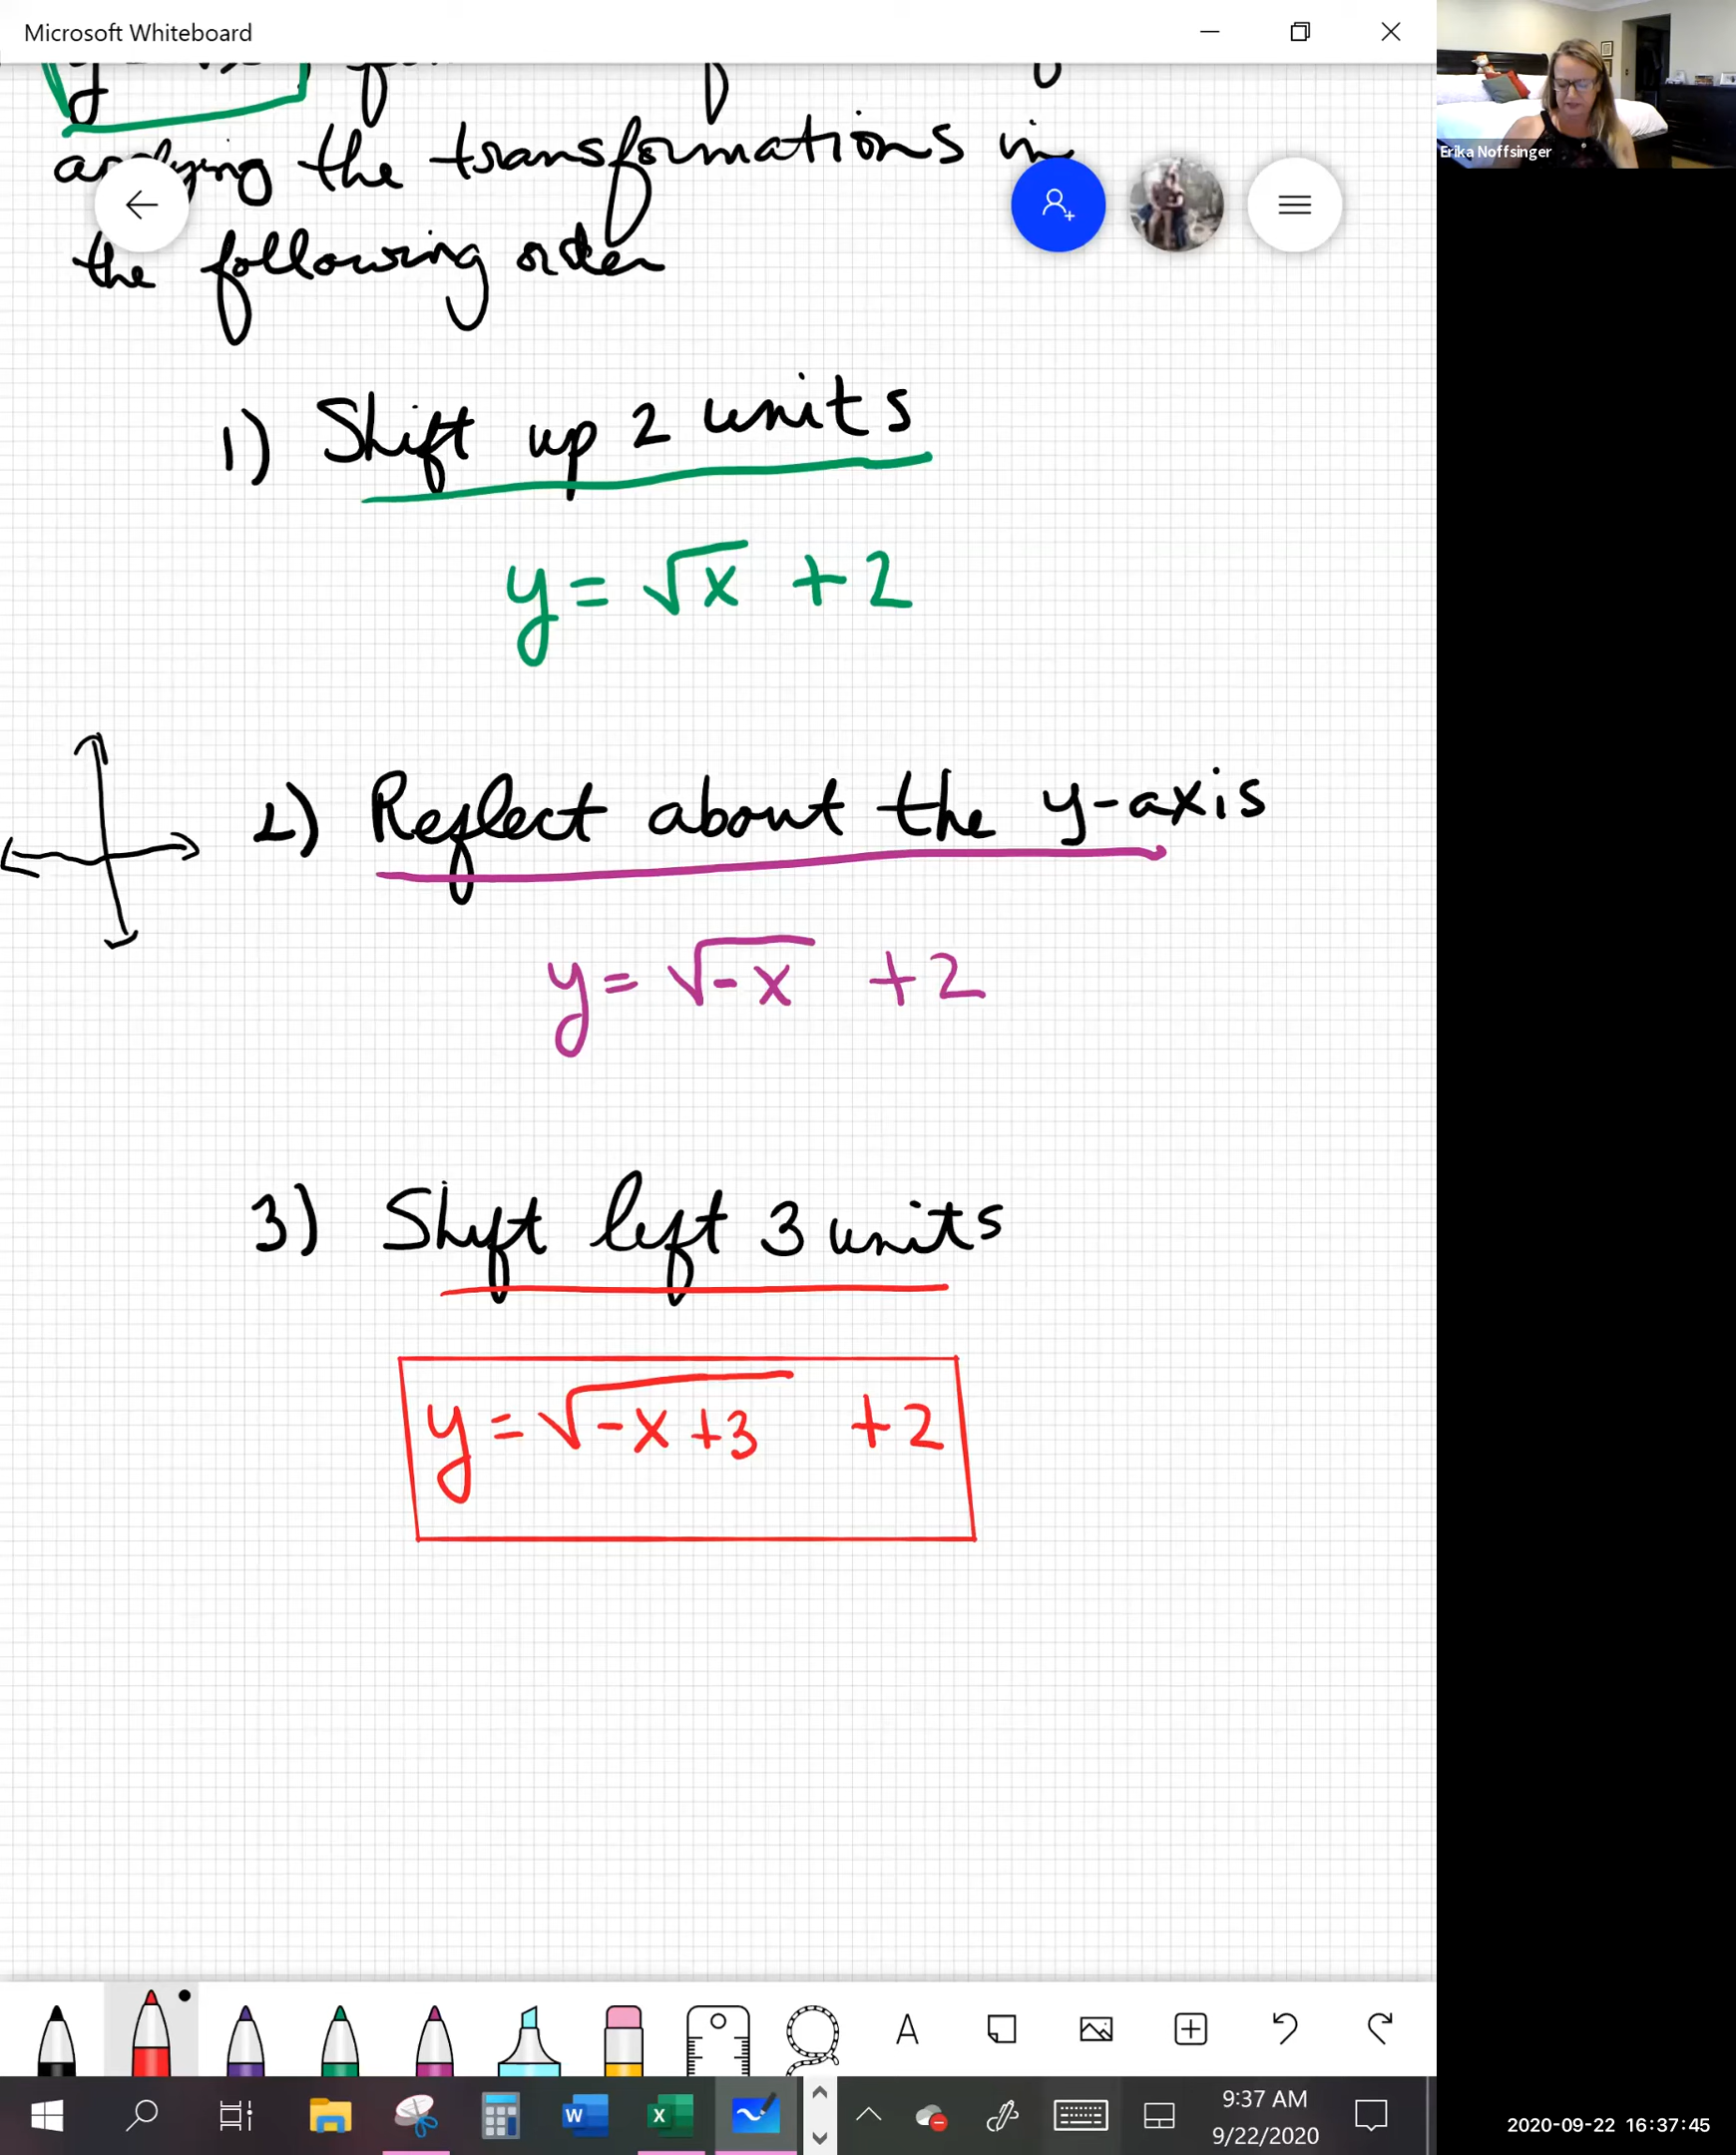 Microsoft Whiteboard
Erika Noffsinger
the transformations in
the following order
1) Shift up 2 units
y = √x + 2
2) Reflect about the y-axis
y = √-x + 2
3) Shift left 3 units
y = √-x+3 + 2
9:37 AM
9/22/2020
2020-09-22 16:37:45